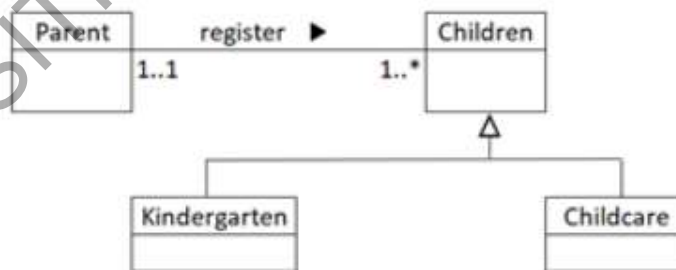 Parent register ▶ Children
1..1 1..*
Kindergarten Childcare